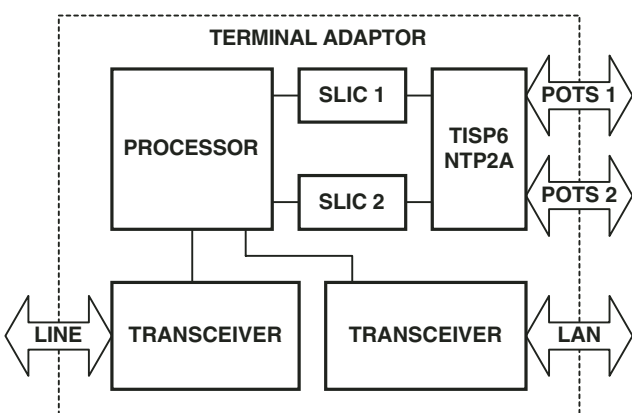 TERMINAL ADAPTOR
PROCESSOR
SLIC 1
SLIC 2
TISP6
NTP2A
POTS 1
POTS 2
LINE
TRANSCEIVER
TRANSCEIVER
LAN